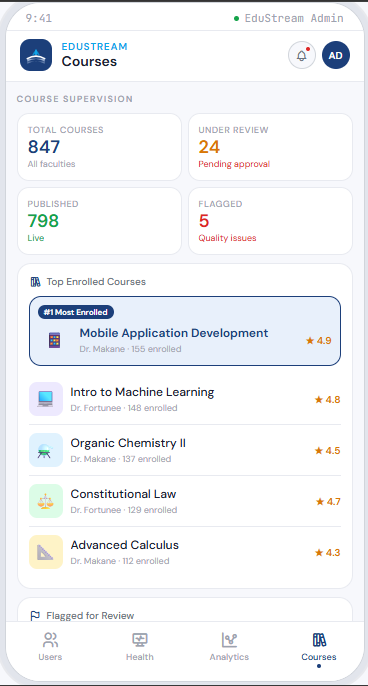 9:41
EduStream Admin
EDUSTREAM
Courses
AD
COURSE SUPERVISION
TOTAL COURSES
847
All faculties
UNDER REVIEW
24
Pending approval
PUBLISHED
798
Live
FLAGGED
5
Quality issues
Top Enrolled Courses
#1 Most Enrolled
Mobile Application Development
Dr. Makane · 155 enrolled
★ 4.9
Intro to Machine Learning
Dr. Fortunee · 148 enrolled
★ 4.8
Organic Chemistry II
Dr. Makane · 137 enrolled
★ 4.5
Constitutional Law
Dr. Fortunee · 129 enrolled
★ 4.7
Advanced Calculus
Dr. Makane · 112 enrolled
★ 4.3
Flagged for Review
Users
Health
Analytics
Courses